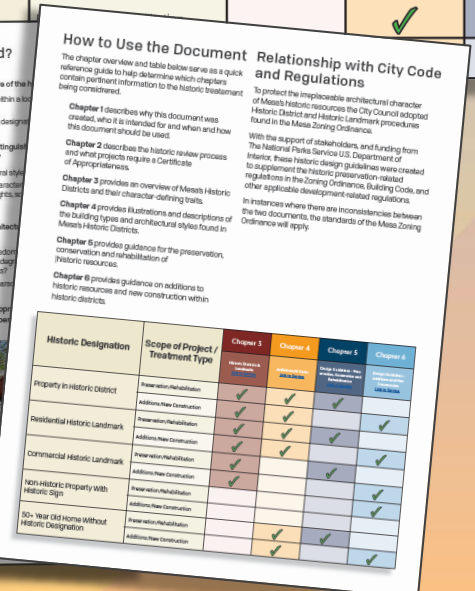 How to Use the Document
The chapter overview and table below serve as a quick
reference guide to help determine which chapters
contain pertinent information to the historic treatment
being considered.
Chapter 1 describes why this document was
created, who it is intended for and when and how
this document should be used.
Chapter 2 describes the historic review process
and what projects require a Certificate
of Appropriateness.
Chapter 3 provides an overview of Mesa's Historic
Districts and their character-defining traits.
Chapter 4 provides illustrations and descriptions of
the building types and architectural styles found in
Mesa's Historic Districts.
Chapter 5 provides guidance for the preservation,
conservation and rehabilitation of
historic resources.
Chapter 6 provides guidance on additions to
historic resources and new construction within
historic districts.
Relationship with City Code
and Regulations
To protect the irreplaceable architectural character
of Mesa's historic resources the City Council adopted
Historic District and Historic Landmark procedures
found in the Mesa Zoning Ordinance.
With the support of stakeholders, and funding from
The National Parks Service U.S. Department of
Interior, these historic design guidelines were created
to supplement the historic preservation-related
regulations in the Zoning Ordinance, Building Code, and
other applicable development-related regulations.
In instances where there are inconsistencies between
the two documents, the standards of the Mesa Zoning
Ordinance will apply.
Historic Designation
Scope of Project /
Treatment Type
Chapter 3
Chapter 4
Chapter 5
Chapter 6
Property in Historic District
Preservation/Rehabilitation
Additions/New Construction
Residential Historic Landmark
Preservation/Rehabilitation
Additions/New Construction
Commercial Historic Landmark
Preservation/Rehabilitation
Additions/New Construction
Non-Historic Property With
Historic Sign
Preservation/Rehabilitation
Additions/New Construction
50+ Year Old Home Without
Historic Designation
Preservation/Rehabilitation
Additions/New Construction